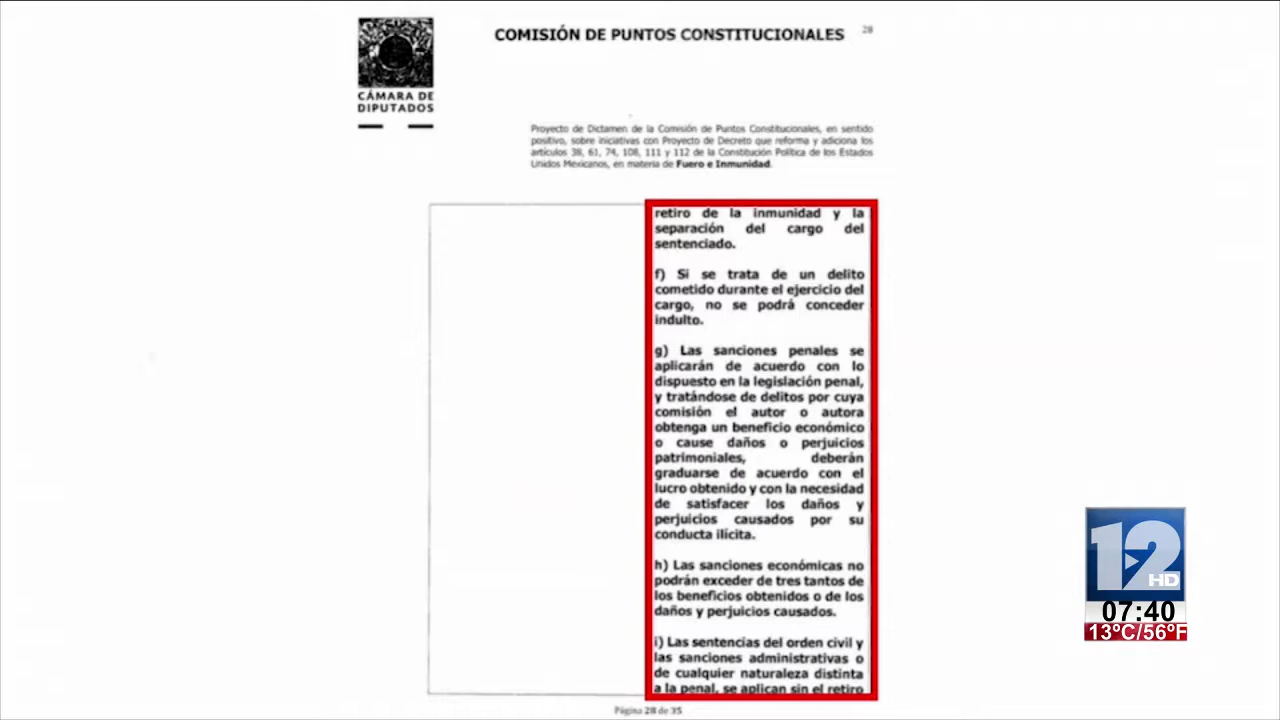 COMISIÓN DE PUNTOS CONSTITUCIONALES
28
CÁMARA DE
DIPUTADOS
Proyecto de Dictamen de la Comisión de Puntos Constitucionales, en sentido
positivo, sobre iniciativas con Proyecto de Decreto que reforma y adiciona los
artículos 38, 61, 74, 108, 111 y 112 de la Constitución Política de los Estados
Unidos Mexicanos, en materia de Fuero e Inmunidad.
retiro de la inmunidad y la
separación del cargo del
sentenciado.
f) Si se trata de un delito
cometido durante el ejercicio del
cargo, no se podrá conceder
indulto.
g) Las sanciones penales se
aplicarán de acuerdo con lo
dispuesto en la legislación penal,
y tratándose de delitos por cuya
comisión el autor o autora
obtenga un beneficio económico
o cause daños o perjuicios
patrimoniales, deberán
graduarse de acuerdo con el
lucro obtenido y con la necesidad
de satisfacer los daños y
perjuicios causados por su
conducta ilícita.
h) Las sanciones económicas no
podrán exceder de tres tantos de
los beneficios obtenidos o de los
daños y perjuicios causados.
i) Las sentencias del orden civil y
las sanciones administrativas o
de cualquier naturaleza distinta
a la penal, se aplican sin el retiro
Página 28 de 35
12
HD
07:40
13°C/56°F